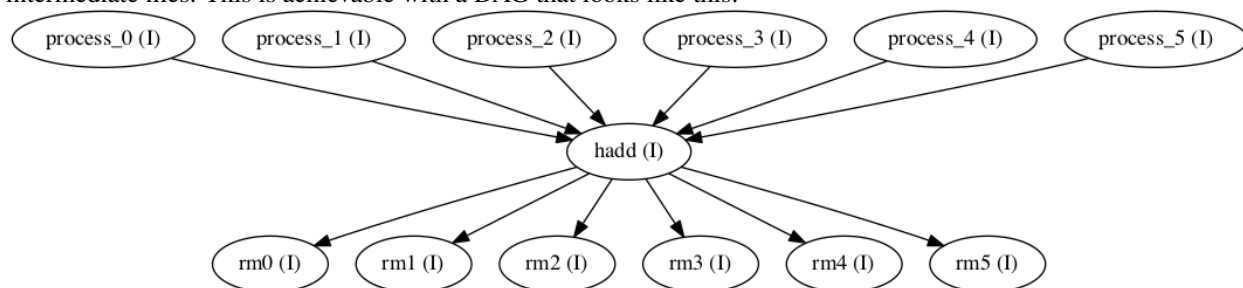 intermediate files. This is achievable with a DAG that looks like this:
process_0 (I) process_1 (I) process_2 (I) process_3 (I) process_4 (I) process_5 (I)
hadd (I)
rm0 (I) rm1 (I) rm2 (I) rm3 (I) rm4 (I) rm5 (I)